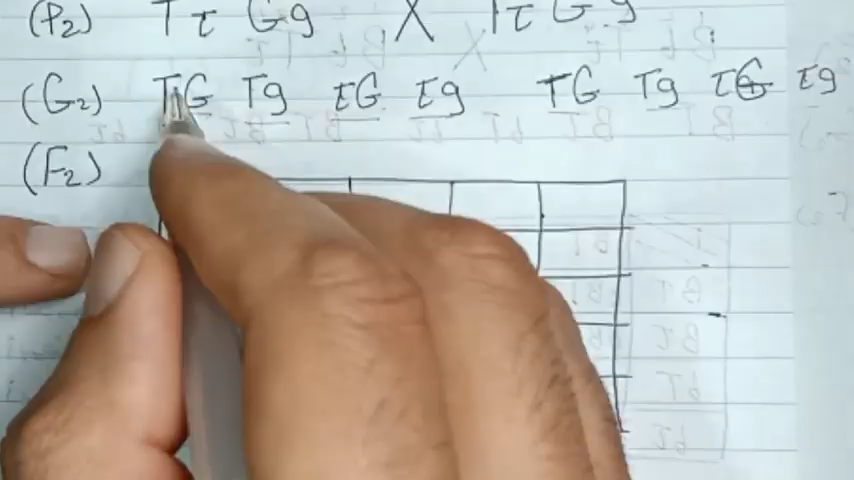 (P₂) Tt Gg X Tt Gg
(G₂) TG Tg tG tg TG Tg tG tg
(F₂)